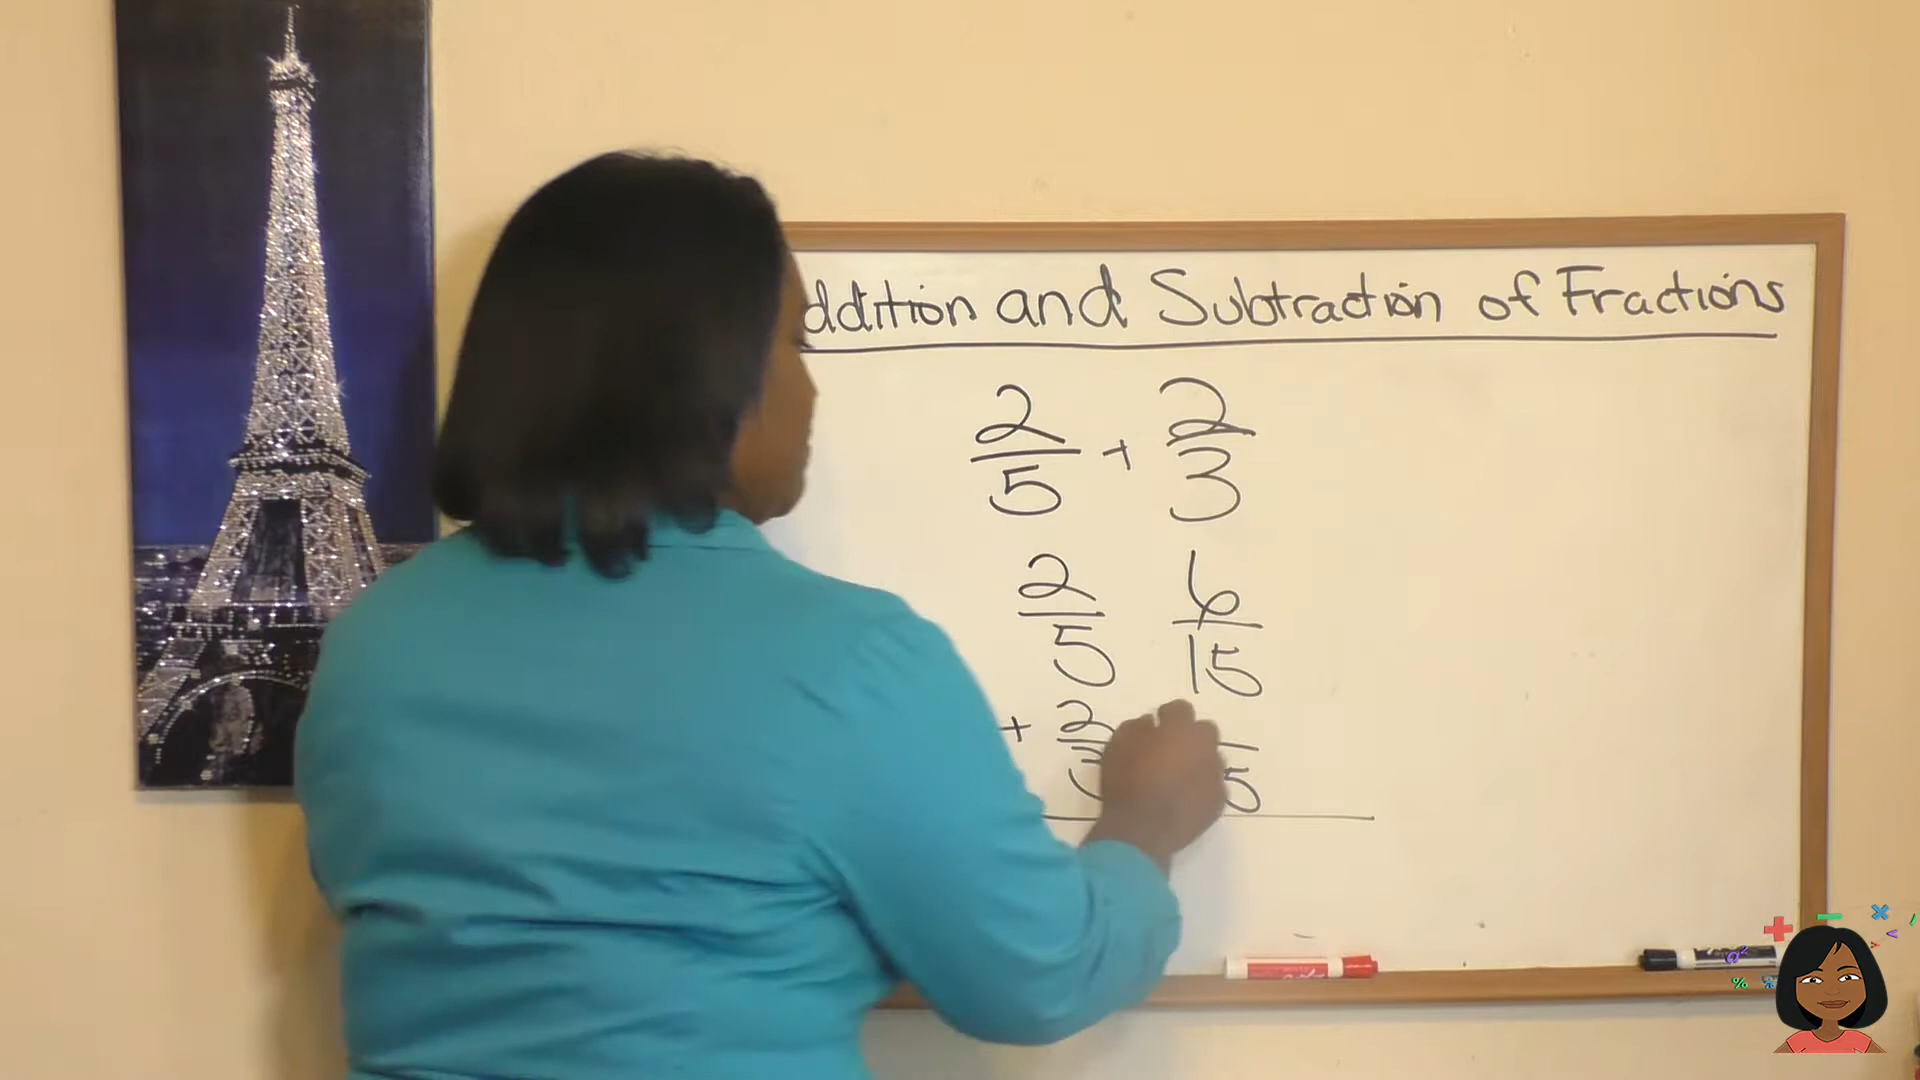 ddition and Subtraction of Fractions
2/5 + 2/3
2/5 6/15
+ 2/3 5